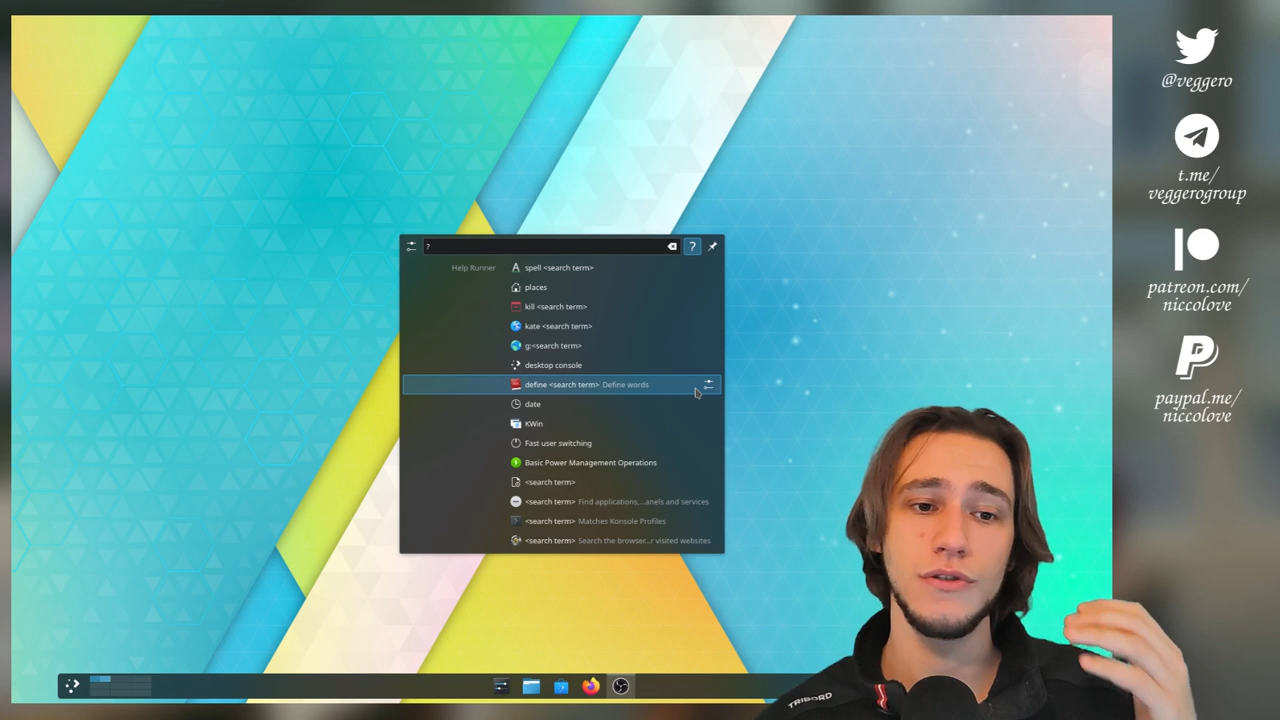 @veggero
t.me/
veggerogroup
patreon.com/
niccolove
paypal.me/
niccolove
?
?
Help Runner
spell <search term>
places
kill <search term>
kate <search term>
g:<search term>
desktop console
define <search term> Define words
date
KWin
Fast user switching
Basic Power Management Operations
<search term>
<search term> Find applications,...anels and services
<search term> Matches Konsole Profiles
<search term> Search the browser...r visited websites
TRIBORD